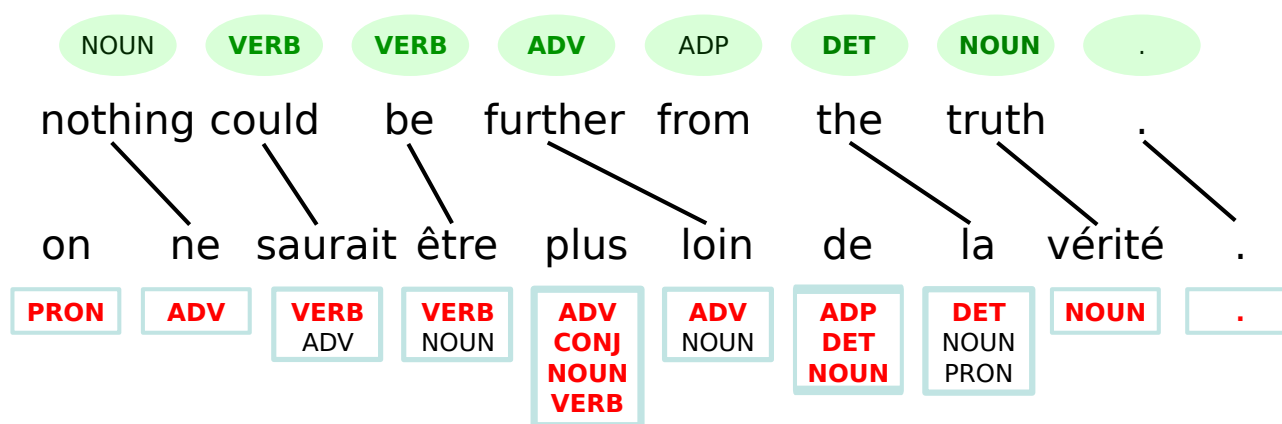 NOUN VERB VERB ADV ADP DET NOUN .
nothing could be further from the truth .
on ne saurait être plus loin de la vérité .
PRON ADV VERB VERB ADV ADV ADP DET NOUN .
ADV NOUN CONJ NOUN DET NOUN
NOUN NOUN PRON
VERB